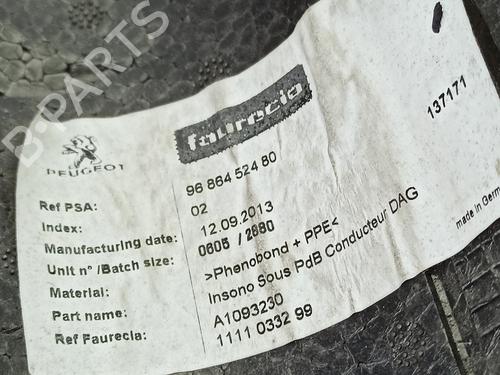 B-PARTS
PEUGEOT
faurecia
137171
Ref PSA: 96 864 524 80
Index: 02
Manufacturing date: 12.09.2013
Unit n° /Batch size: 0605 / 2880
Material: >Phenobond + PPE<
Part name: Insono Sous PdB Conducteur DAG
Ref Faurecia: A1093230
1111 0332 99
made in Germ